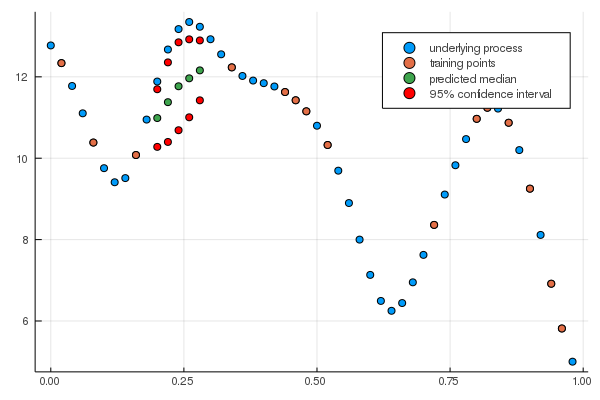 underlying process
training points
predicted median
95% confidence interval
12
10
8
6
0.00 0.25 0.50 0.75 1.00